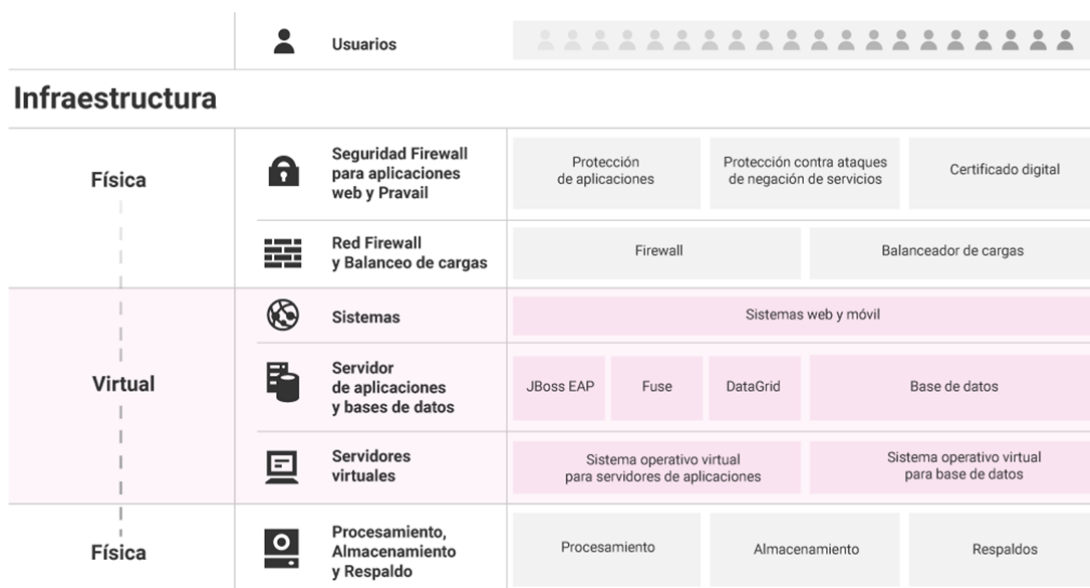 Usuarios
Infraestructura
Física
Seguridad Firewall
para aplicaciones
web y Pravail
Protección
de aplicaciones
Protección contra ataques
de negación de servicios
Certificado digital
Red Firewall
y Balanceo de cargas
Firewall
Balanceador de cargas
Virtual
Sistemas
Sistemas web y móvil
Servidor
de aplicaciones
y bases de datos
JBoss EAP
Fuse
DataGrid
Base de datos
Servidores
virtuales
Sistema operativo virtual
para servidores de aplicaciones
Sistema operativo virtual
para base de datos
Física
Procesamiento,
Almacenamiento
y Respaldo
Procesamiento
Almacenamiento
Respaldos